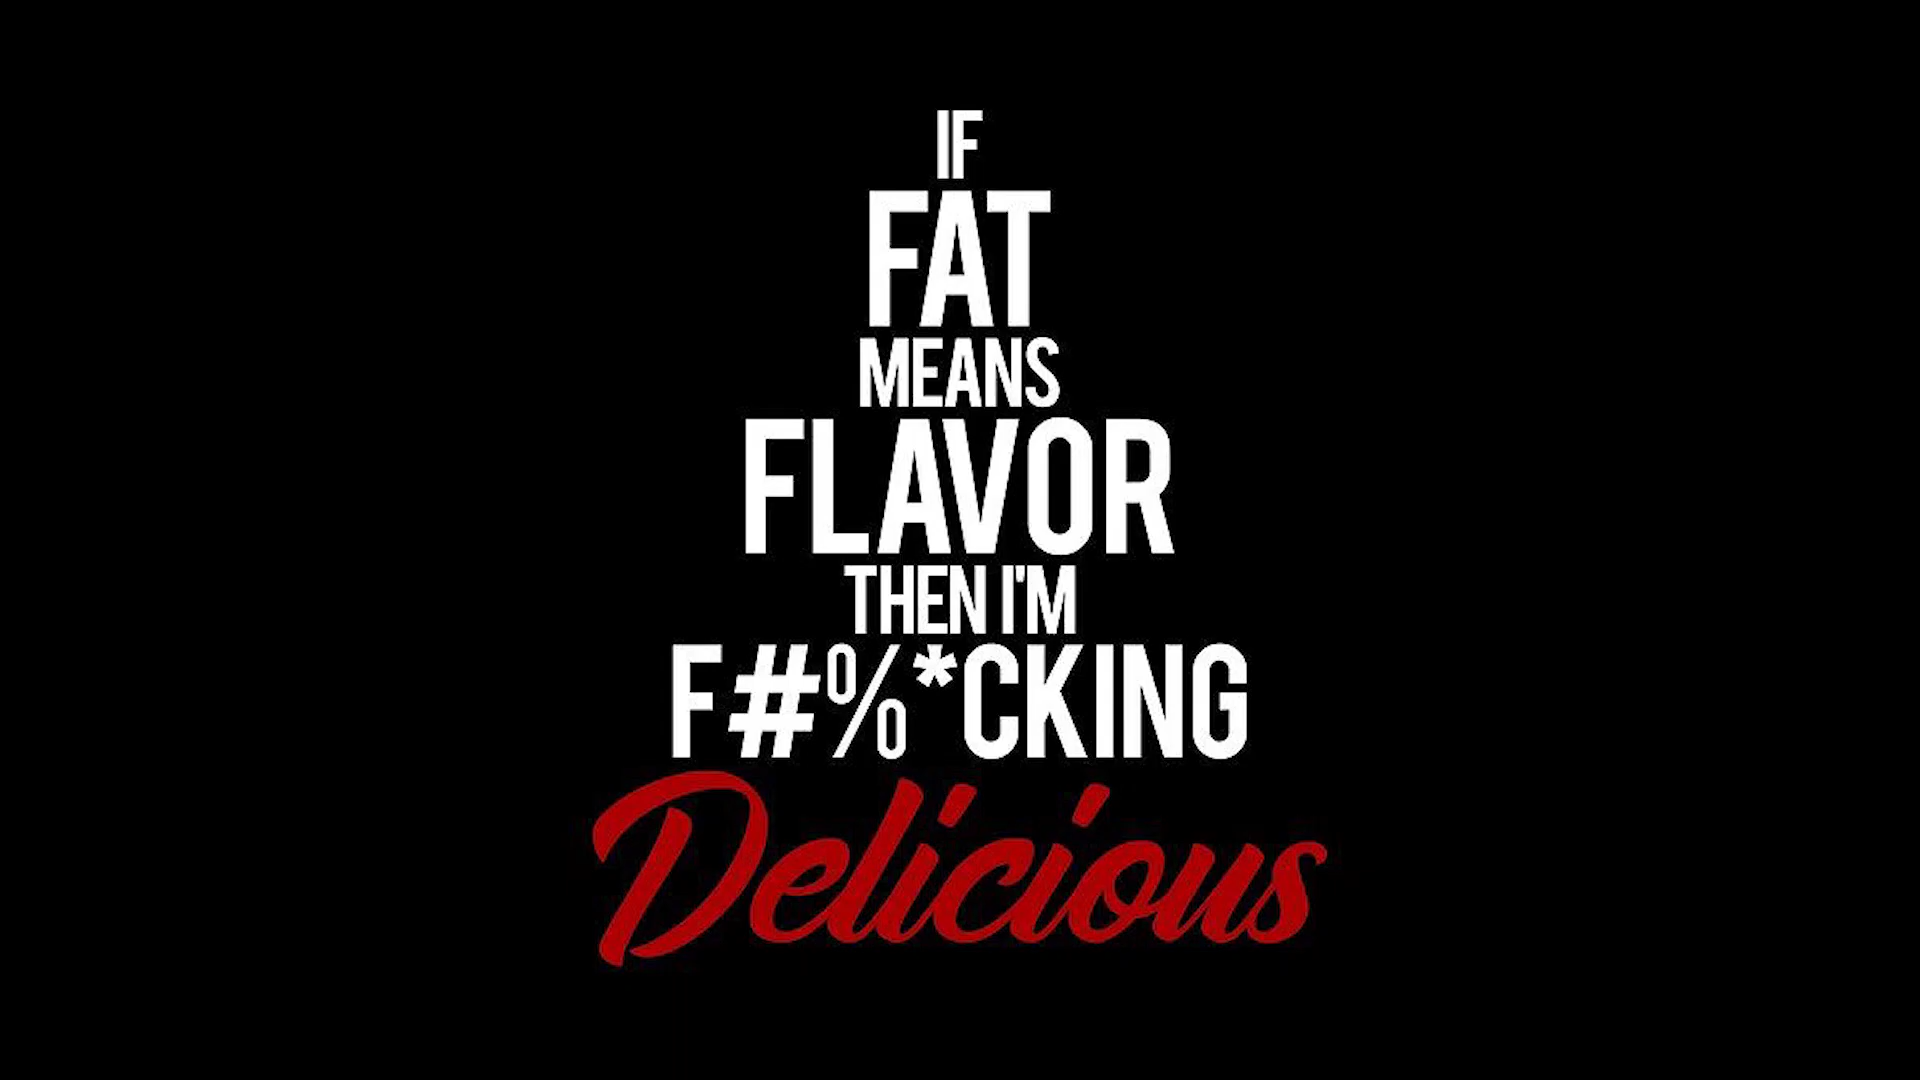 IF
FAT
MEANS
FLAVOR
THEN I'M
F#%*CKING
Delicious